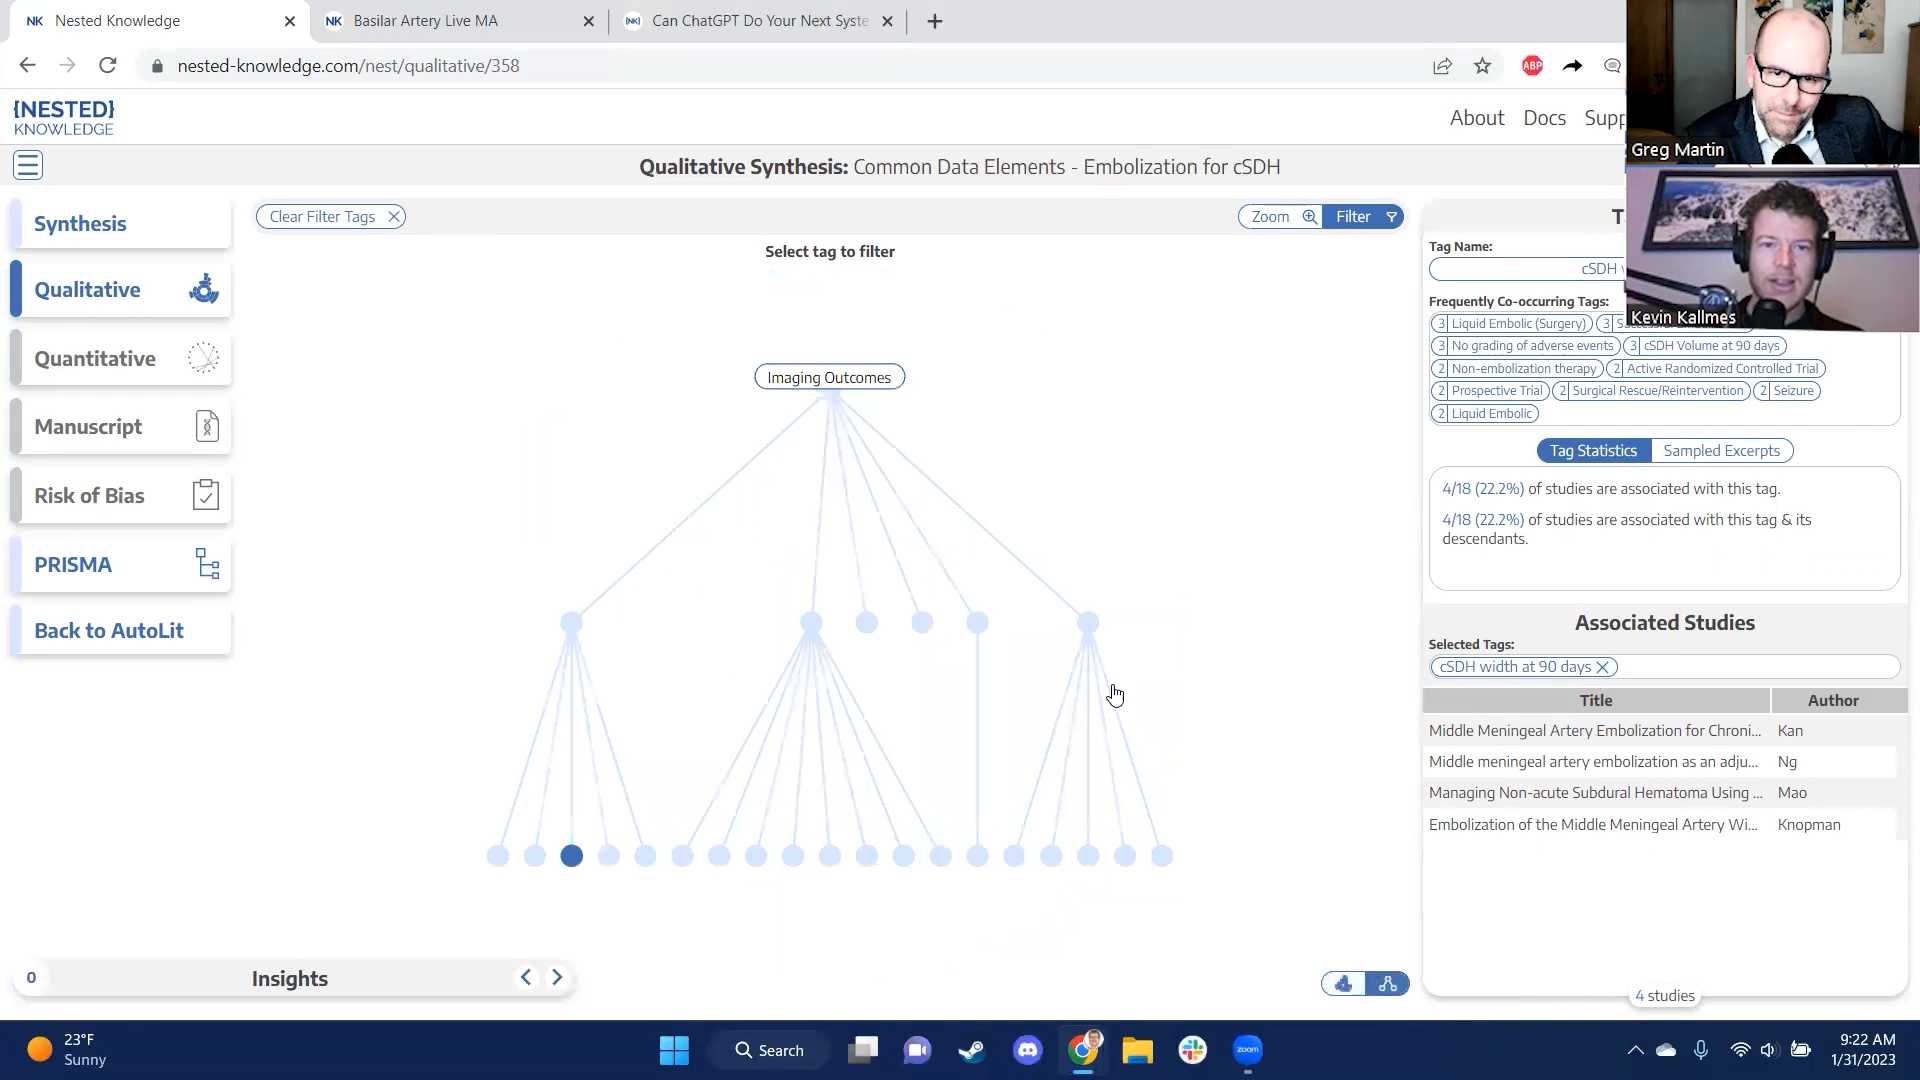 NK Nested Knowledge
NK Basilar Artery Live MA
{NK} Can ChatGPT Do Your Next Syste
nested-knowledge.com/nest/qualitative/358
ABP
{NESTED}
KNOWLEDGE
About Docs Supp
Greg Martin
Kevin Kallmes
Qualitative Synthesis: Common Data Elements - Embolization for cSDH
Synthesis
Qualitative
Quantitative
Manuscript
Risk of Bias
PRISMA
Back to AutoLit
Clear Filter Tags
Zoom Filter
Select tag to filter
Imaging Outcomes
Tag Name:
cSDH
Frequently Co-occurring Tags:
3 Liquid Embolic (Surgery) 3
3 No grading of adverse events 3 cSDH Volume at 90 days
2 Non-embolization therapy 2 Active Randomized Controlled Trial
2 Prospective Trial 2 Surgical Rescue/Reintervention 2 Seizure
2 Liquid Embolic
Tag Statistics Sampled Excerpts
4/18 (22.2%) of studies are associated with this tag.
4/18 (22.2%) of studies are associated with this tag & its
descendants.
Associated Studies
Selected Tags:
cSDH width at 90 days
Title Author
Middle Meningeal Artery Embolization for Chroni... Kan
Middle meningeal artery embolization as an adju... Ng
Managing Non-acute Subdural Hematoma Using ... Mao
Embolization of the Middle Meningeal Artery Wi... Knopman
4 studies
0 Insights
23°F
Sunny
Search
zoom
9:22 AM
1/31/2023